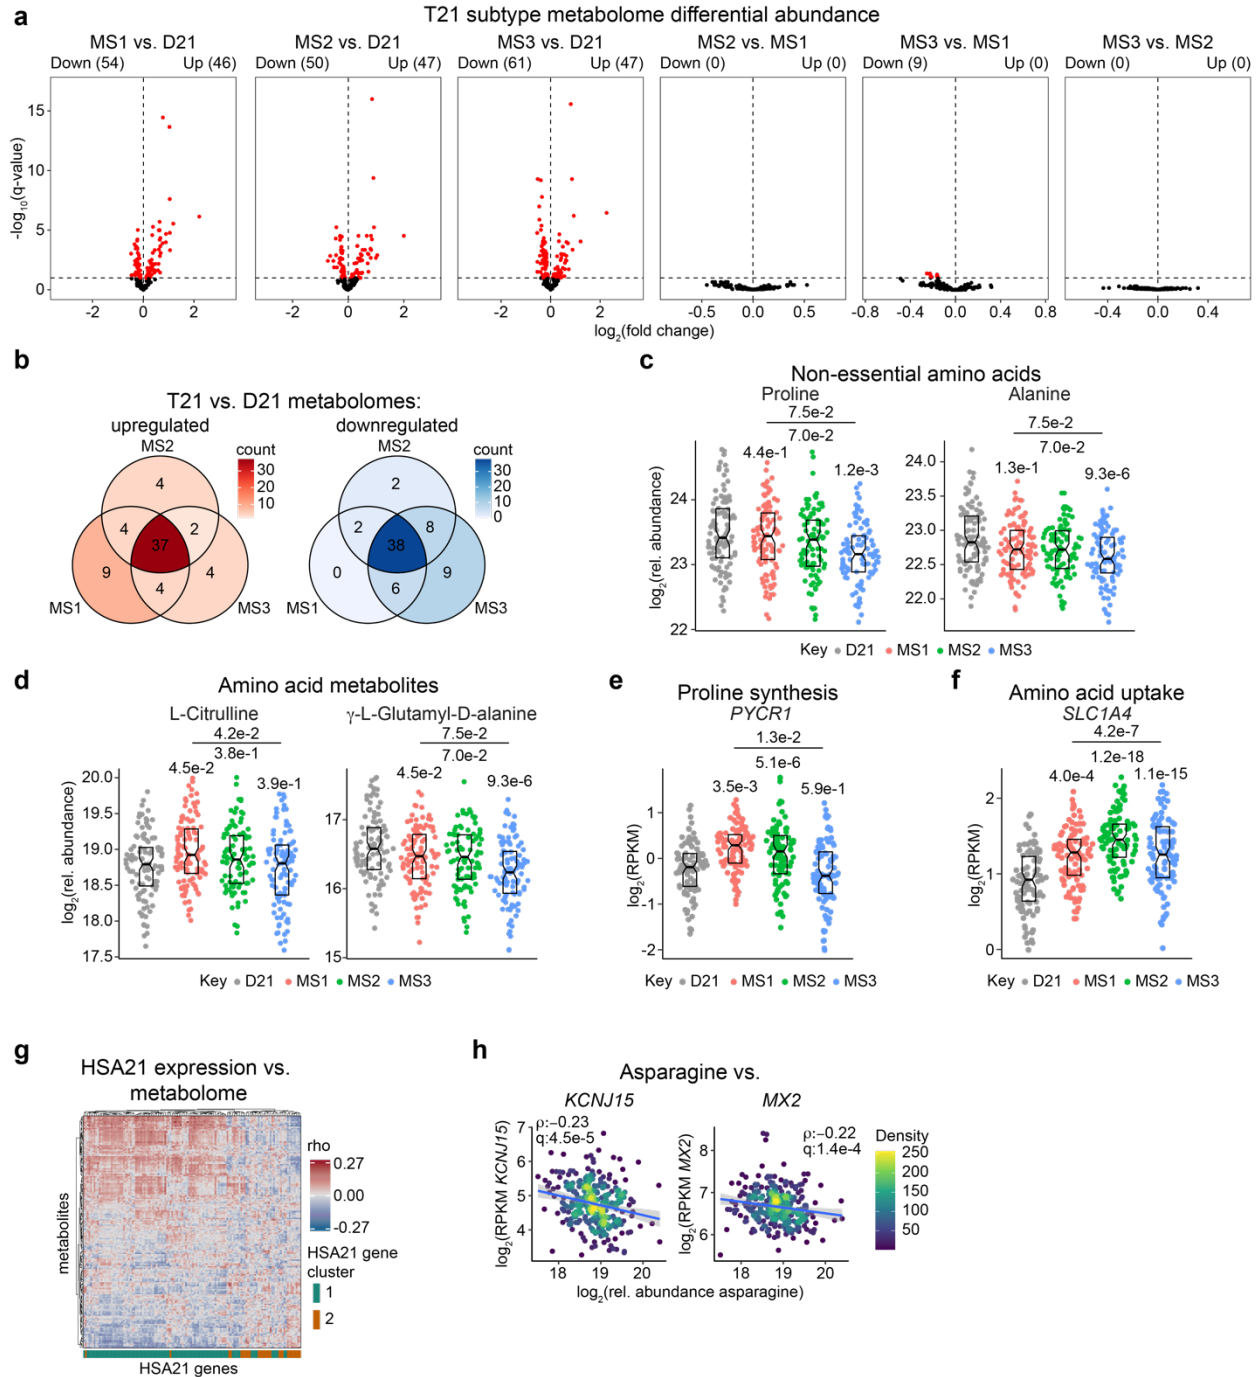 a
T21 subtype metabolome differential abundance
MS1 vs. D21
MS2 vs. D21
MS3 vs. D21
MS2 vs. MS1
MS3 vs. MS1
MS3 vs. MS2
Down (54) Up (46)
Down (50) Up (47)
Down (61) Up (47)
Down (0) Up (0)
Down (9) Up (0)
Down (0) Up (0)
-log10(q-value)
15
10
5
0
-2 0 2
-2 0 2
-2 0 2
-0.5 0.0 0.5
-0.8 -0.4 0.0 0.4 0.8
-0.4 0.0 0.4
log2(fold change)
b
T21 vs. D21 metabolomes:
upregulated
downregulated
MS2
4
4
2
37
9
4
4
MS1
MS3
count
30
20
10
MS2
2
2
8
38
0
6
9
MS1
MS3
count
30
20
10
0
c
Non-essential amino acids
Proline
Alanine
7.5e-2
7.0e-2
4.4e-1
1.2e-3
log2(rel. abundance)
24
23
22
7.5e-2
7.0e-2
1.3e-1
9.3e-6
24.0
23.5
23.0
22.5
22.0
Key D21 MS1 MS2 MS3
d
Amino acid metabolites
L-Citrulline
γ-L-Glutamyl-D-alanine
4.2e-2
3.8e-1
4.5e-2
3.9e-1
log2(rel. abundance)
20.0
19.5
19.0
18.5
18.0
17.5
7.5e-2
7.0e-2
4.5e-2
9.3e-6
17
16
15
Key D21 MS1 MS2 MS3
e
Proline synthesis
PYCR1
1.3e-2
5.1e-6
3.5e-3
5.9e-1
log2(RPKM)
1
0
-1
-2
Key D21 MS1 MS2 MS3
f
Amino acid uptake
SLC1A4
4.2e-7
1.2e-18
4.0e-4
1.1e-15
log2(RPKM)
2
1
0
Key D21 MS1 MS2 MS3
g
HSA21 expression vs.
metabolome
metabolites
HSA21 genes
rho
0.27
0.00
-0.27
HSA21 gene
cluster
1
2
h
Asparagine vs.
KCNJ15
MX2
ρ:−0.23
q:4.5e-5
log2(RPKM KCNJ15)
7
6
5
4
18 19 20
ρ:−0.22
q:1.4e-4
log2(RPKM MX2)
8
7
6
18 19 20
log2(rel. abundance asparagine)
Density
250
200
150
100
50